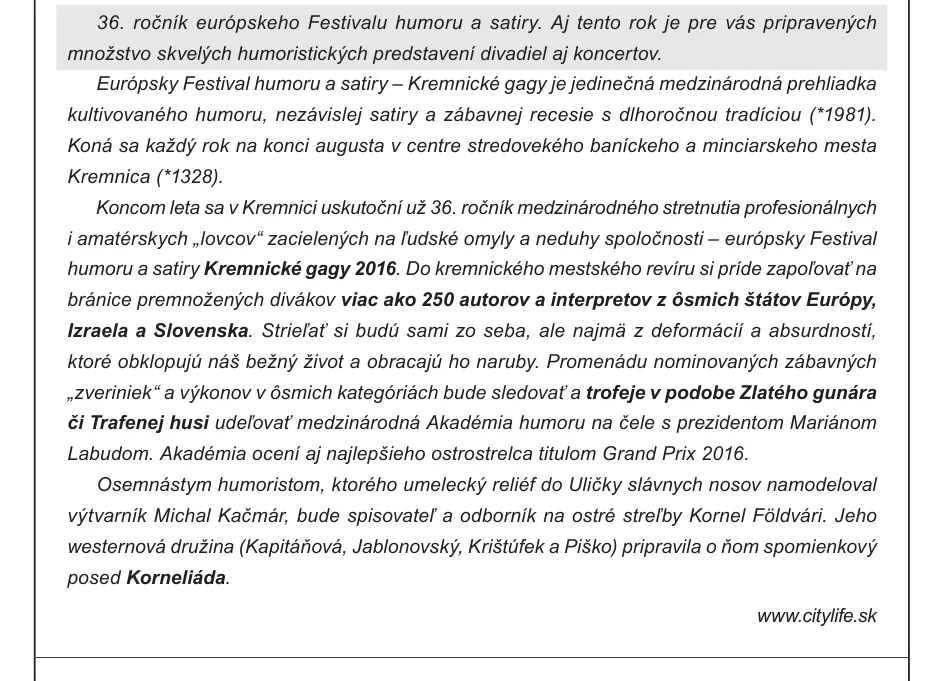 36. ročník európskeho Festivalu humoru a satiry. Aj tento rok je pre vás pripravených
množstvo skvelých humoristických predstavení divadiel aj koncertov.
Európsky Festival humoru a satiry – Kremnické gagy je jedinečná medzinárodná prehliadka
kultivovaného humoru, nezávislej satiry a zábavnej recesie s dlhoročnou tradíciou (*1981).
Koná sa každý rok na konci augusta v centre stredovekého baníckeho a minciarskeho mesta
Kremnica (*1328).
Koncom leta sa v Kremnici uskutoční už 36. ročník medzinárodného stretnutia profesionálnych
i amatérskych „lovcov“ zacielených na ľudské omyly a neduhy spoločnosti – európsky Festival
humoru a satiry Kremnické gagy 2016. Do kremnického mestského revíru si príde zapoľovať na
bránice premnožených divákov viac ako 250 autorov a interpretov z ôsmich štátov Európy,
Izraela a Slovenska. Strieľať si budú sami zo seba, ale najmä z deformácií a absurdností,
ktoré obklopujú náš bežný život a obracajú ho naruby. Promenádu nominovaných zábavných
„zveriniek“ a výkonov v ôsmich kategóriách bude sledovať a trofeje v podobe Zlatého gunára
či Trafenej husi udeľovať medzinárodná Akadémia humoru na čele s prezidentom Mariánom
Labudom. Akadémia ocení aj najlepšieho ostrostrelca titulom Grand Prix 2016.
Osemnástym humoristom, ktorého umelecký reliéf do Uličky slávnych nosov namodeloval
výtvarník Michal Kačmár, bude spisovateľ a odborník na ostré streľby Kornel Földvári. Jeho
westernová družina (Kapitáňová, Jablonovský, Krištúfek a Piško) pripravila o ňom spomienkový
posed Korneliáda.
www.citylife.sk